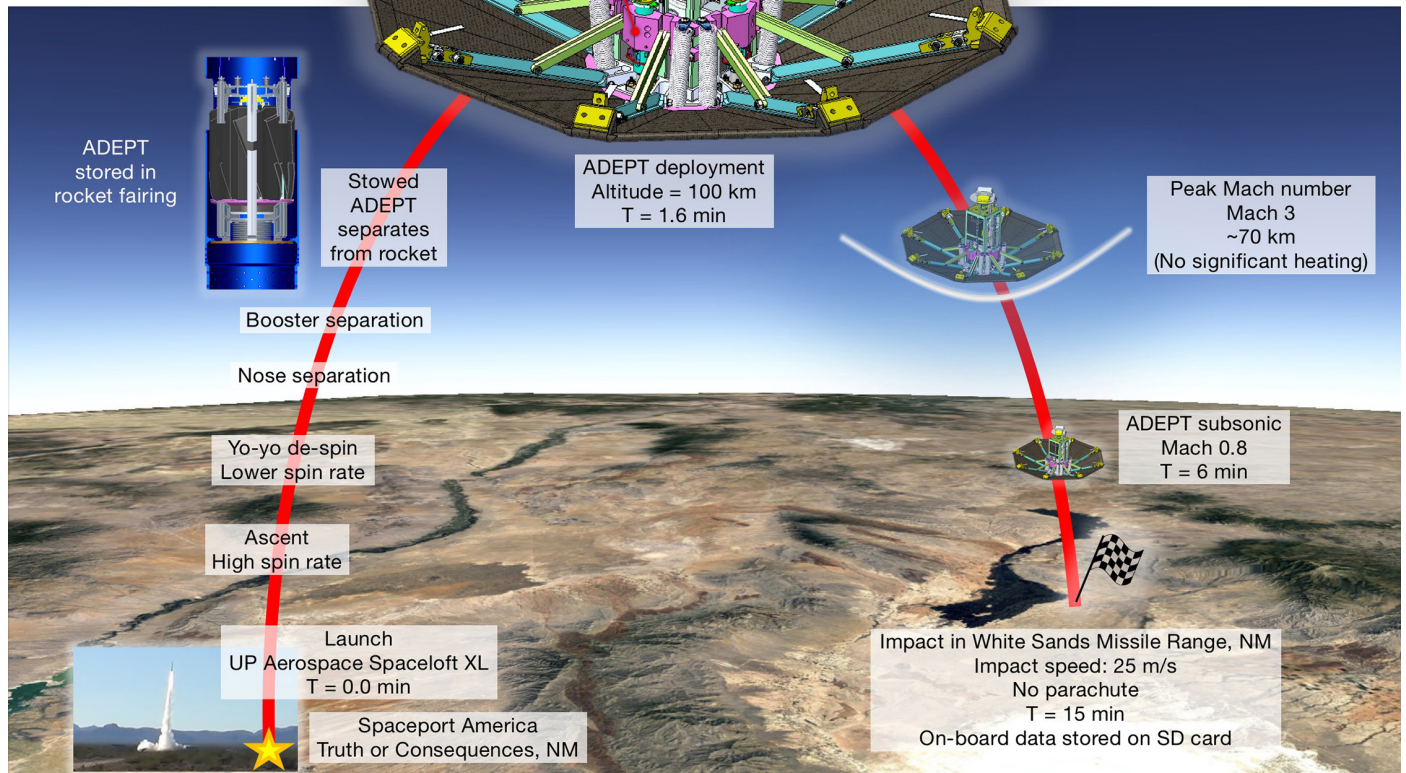 ADEPT
stored in
rocket fairing
Stowed
ADEPT
separates
from rocket
Booster separation
Nose separation
Yo-yo de-spin
Lower spin rate
Ascent
High spin rate
Launch
UP Aerospace Spaceloft XL
T = 0.0 min
Spaceport America
Truth or Consequences, NM
ADEPT deployment
Altitude = 100 km
T = 1.6 min
Peak Mach number
Mach 3
~70 km
(No significant heating)
ADEPT subsonic
Mach 0.8
T = 6 min
Impact in White Sands Missile Range, NM
Impact speed: 25 m/s
No parachute
T = 15 min
On-board data stored on SD card